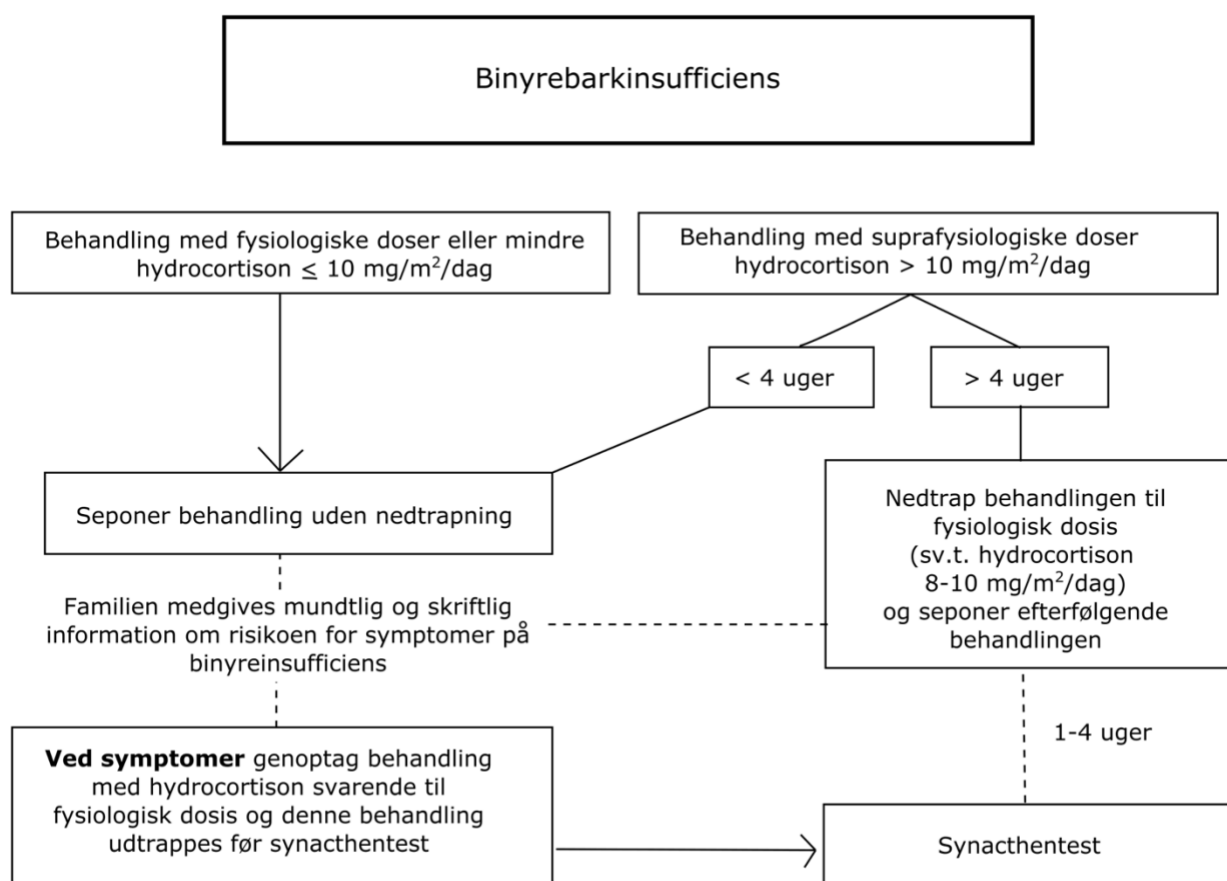 Binyrebarkinsufficiens
Behandling med fysiologiske doser eller mindre
hydrocortison ≤ 10 mg/m²/dag
Behandling med suprafysiologiske doser
hydrocortison > 10 mg/m²/dag
< 4 uger
> 4 uger
Seponer behandling uden nedtrapning
Nedtrap behandlingen til
fysiologisk dosis
(sv.t. hydrocortison
8-10 mg/m²/dag)
og seponer efterfølgende
behandlingen
Familien medgives mundtlig og skriftlig
information om risikoen for symptomer på
binyreinsufficiens
1-4 uger
Ved symptomer genoptag behandling
med hydrocortison svarende til
fysiologisk dosis og denne behandling
udtrappes før synacthentest
Synacthentest